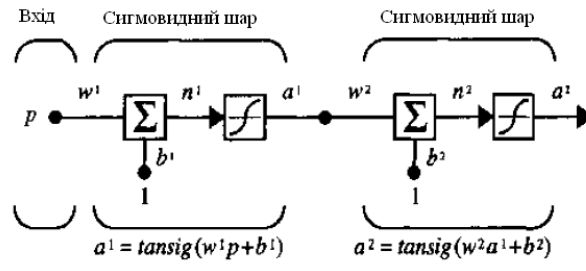 Вхід Сигмовидний шар Сигмовидний шар
p w¹ Σ n¹ a¹ w² Σ n² a²
b¹ b²
1 1
a¹ = tansig(w¹p+b¹) a² = tansig(w²a¹+b²)